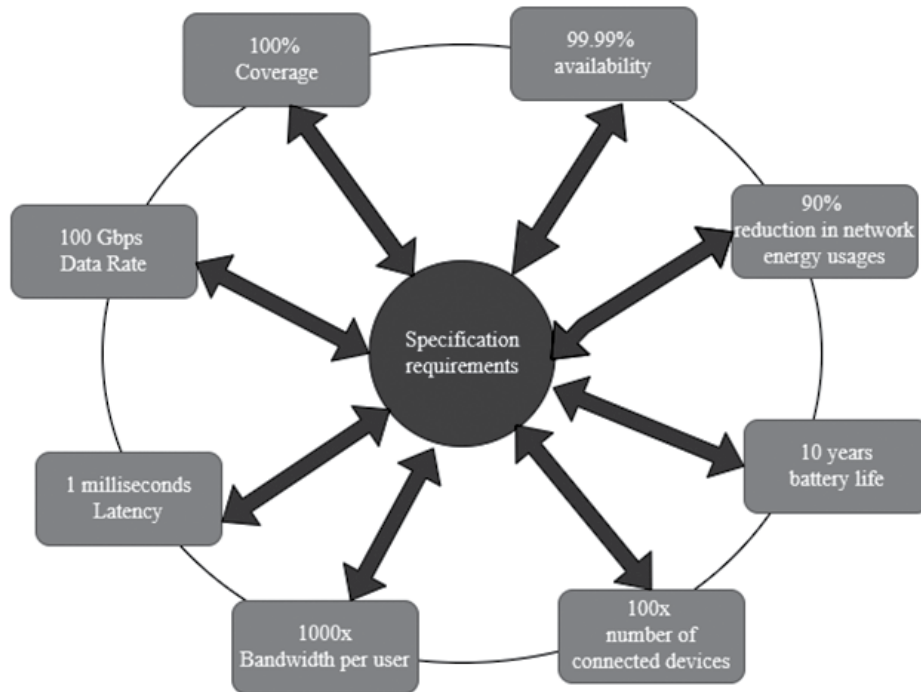 100%
Coverage
99.99%
availability
90%
reduction in network
energy usages
100 Gbps
Data Rate
Specification
requirements
10 years
battery life
1 milliseconds
Latency
100x
number of
connected devices
1000x
Bandwidth per user